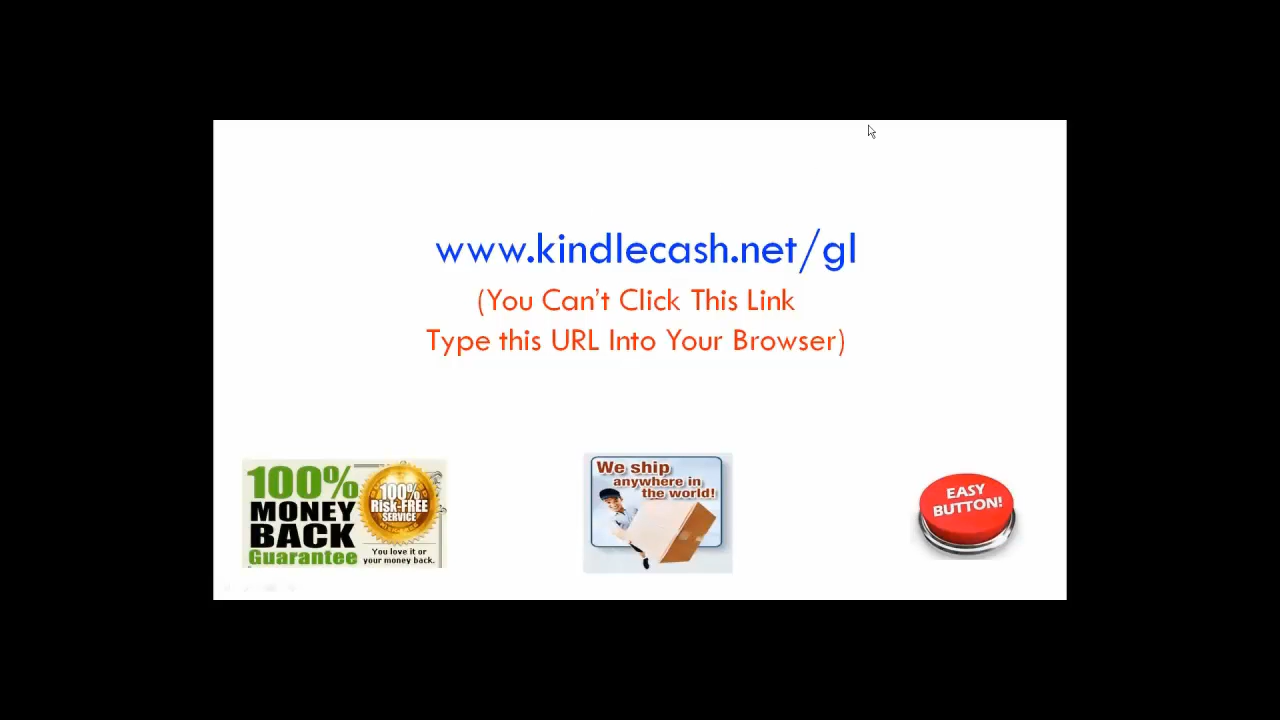 www.kindlecash.net/gl
(You Can't Click This Link
Type this URL Into Your Browser)
100%
MONEY
BACK
Guarantee
100%
RISK-FREE
SERVICE
You love it or
your money back.
We ship
anywhere in
the world!
EASY
BUTTON!